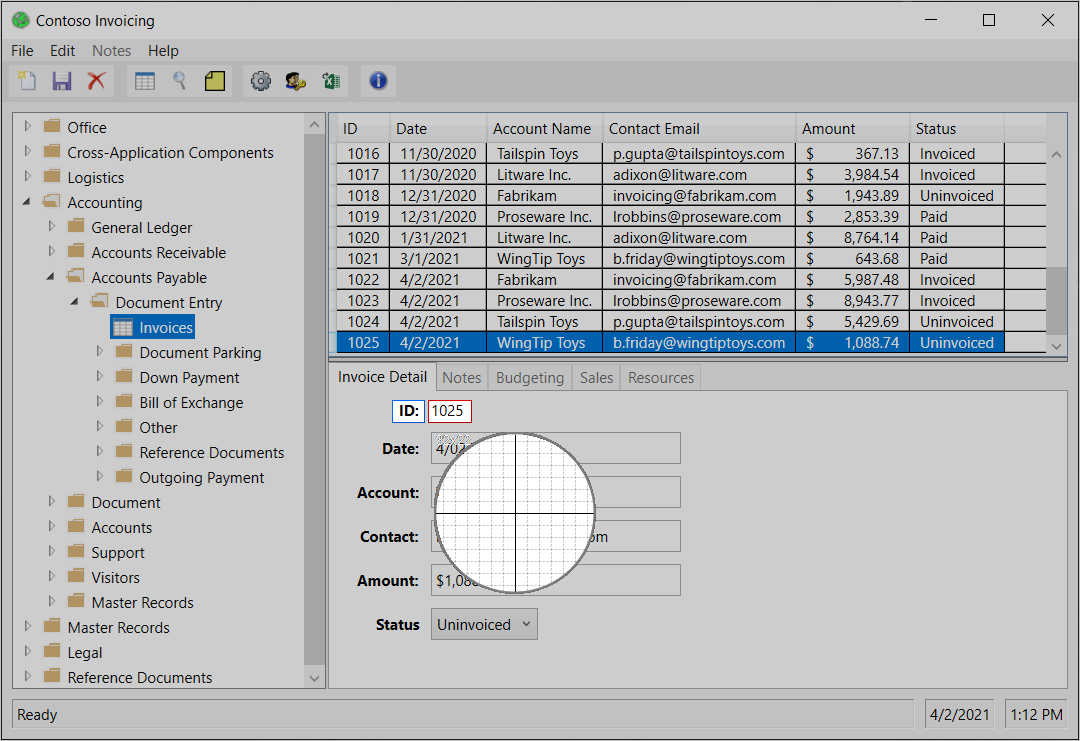 Contoso Invoicing
File Edit Notes Help
Office
Cross-Application Components
Logistics
Accounting
General Ledger
Accounts Receivable
Accounts Payable
Document Entry
Invoices
Document Parking
Down Payment
Bill of Exchange
Other
Reference Documents
Outgoing Payment
Document
Accounts
Support
Visitors
Master Records
Master Records
Legal
Reference Documents
ID Date Account Name Contact Email Amount Status
1016 11/30/2020 Tailspin Toys p.gupta@tailspintoys.com $ 367.13 Invoiced
1017 11/30/2020 Litware Inc. adixon@litware.com $ 3,984.54 Invoiced
1018 12/31/2020 Fabrikam invoicing@fabrikam.com $ 1,943.89 Uninvoiced
1019 12/31/2020 Proseware Inc. lrobbins@proseware.com $ 2,853.39 Paid
1020 1/31/2021 Litware Inc. adixon@litware.com $ 8,764.14 Paid
1021 3/1/2021 WingTip Toys b.friday@wingtiptoys.com $ 643.68 Paid
1022 4/2/2021 Fabrikam invoicing@fabrikam.com $ 5,987.48 Invoiced
1023 4/2/2021 Proseware Inc. lrobbins@proseware.com $ 8,943.77 Invoiced
1024 4/2/2021 Tailspin Toys p.gupta@tailspintoys.com $ 5,429.69 Uninvoiced
1025 4/2/2021 WingTip Toys b.friday@wingtiptoys.com $ 1,088.74 Uninvoiced
Invoice Detail Notes Budgeting Sales Resources
ID: 1025
Date:
Account:
Contact:
Amount:
Status Uninvoiced
Ready 4/2/2021 1:12 PM